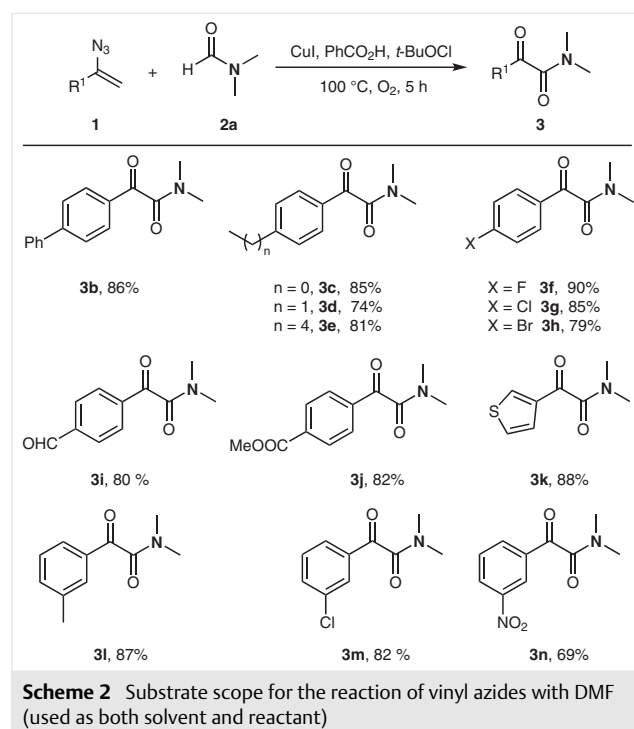 N3
R1
1
+
O
H
N
2a
CuI, PhCO2H, t-BuOCl
100 °C, O2, 5 h
O
R1
N
O
3
O
N
O
Ph
3b, 86%
O
N
O
( )n
n = 0, 3c, 85%
n = 1, 3d, 74%
n = 4, 3e, 81%
O
N
O
X
X = F 3f, 90%
X = Cl 3g, 85%
X = Br 3h, 79%
O
N
O
OHC
3i, 80 %
O
N
O
MeOOC
3j, 82%
O
N
O
S
3k, 88%
O
N
O
3l, 87%
O
N
O
Cl
3m, 82 %
O
N
O
NO2
3n, 69%
Scheme 2 Substrate scope for the reaction of vinyl azides with DMF
(used as both solvent and reactant)